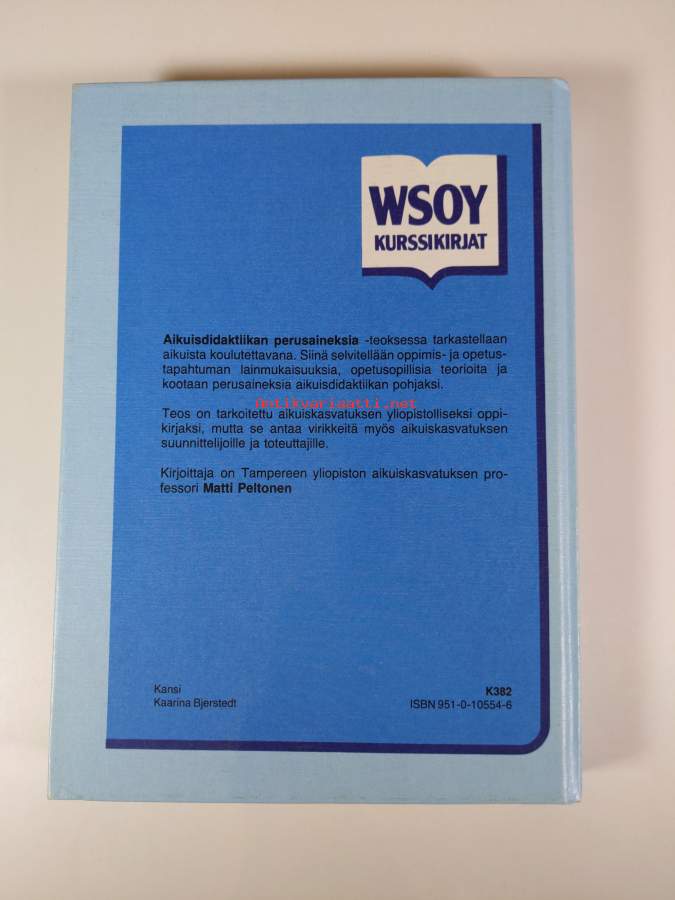 WSOY
KURSSIKIRJAT
Aikuisdidaktiikan perusaineksia -teoksessa tarkastellaan
aikuista koulutettavana. Siinä selvitellään oppimis- ja opetus-
tapahtuman lainmukaisuuksia, opetusopillisia teorioita ja
kootaan perusaineksia aikuisdidaktiikan pohjaksi.
antikvariaatti.net
Teos on tarkoitettu aikuiskasvatuksen yliopistolliseksi oppi-
kirjaksi, mutta se antaa virikkeitä myös aikuiskasvatuksen
suunnittelijoille ja toteuttajille.
Kirjoittaja on Tampereen yliopiston aikuiskasvatuksen pro-
fessori Matti Peltonen
Kansi
Kaarina Bjerstedt
K382
ISBN 951-0-10554-6